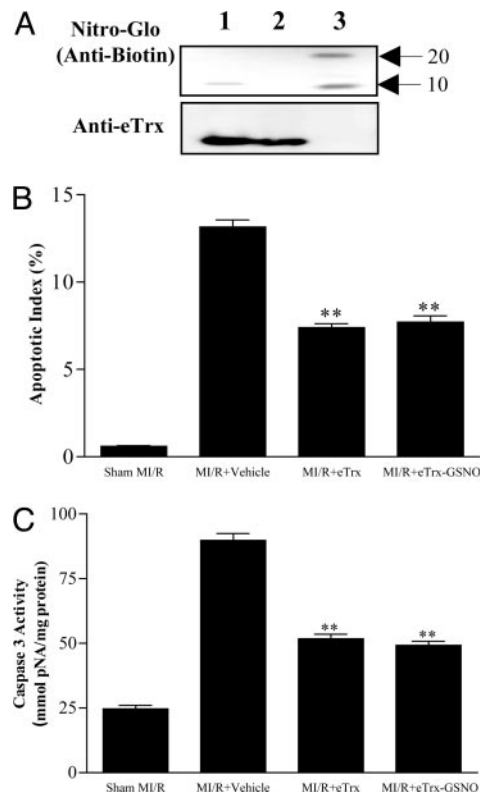 A
Nitro-Glo
(Anti-Biotin)
1 2 3
20
10
Anti-eTrx
B
Apoptotic Index (%)
15
10
5
0
Sham MI/R MI/R+Vehicle MI/R+eTrx MI/R+eTrx-GSNO
** **
C
Caspase 3 Activity
(mmol pNA/mg protein)
100
75
50
25
0
** **
Sham MI/R MI/R+Vehicle MI/R+eTrx MI/R+eTrx-GSNO